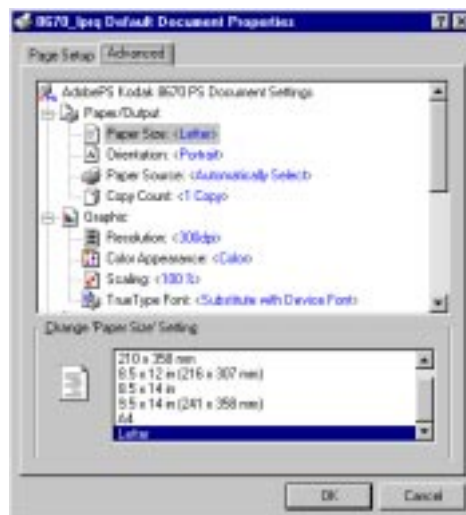 8670_lprq Default Document Properties
Page Setup Advanced
AdobePS Kodak 8670 PS Document Settings
Paper/Output
Paper Size: <Letter>
Orientation: <Portrait>
Paper Source: <Automatically Select>
Copy Count: <1 Copy>
Graphic
Resolution: <300dpi>
Color Appearance: <Color>
Scaling: <100 %>
TrueType Font: <Substitute with Device Font>
Change 'Paper Size' Setting
210 x 358 mm
8.5 x 12 in (216 x 307 mm)
8.5 x 14 in
9.5 x 14 in (241 x 358 mm)
A4
Letter
OK Cancel